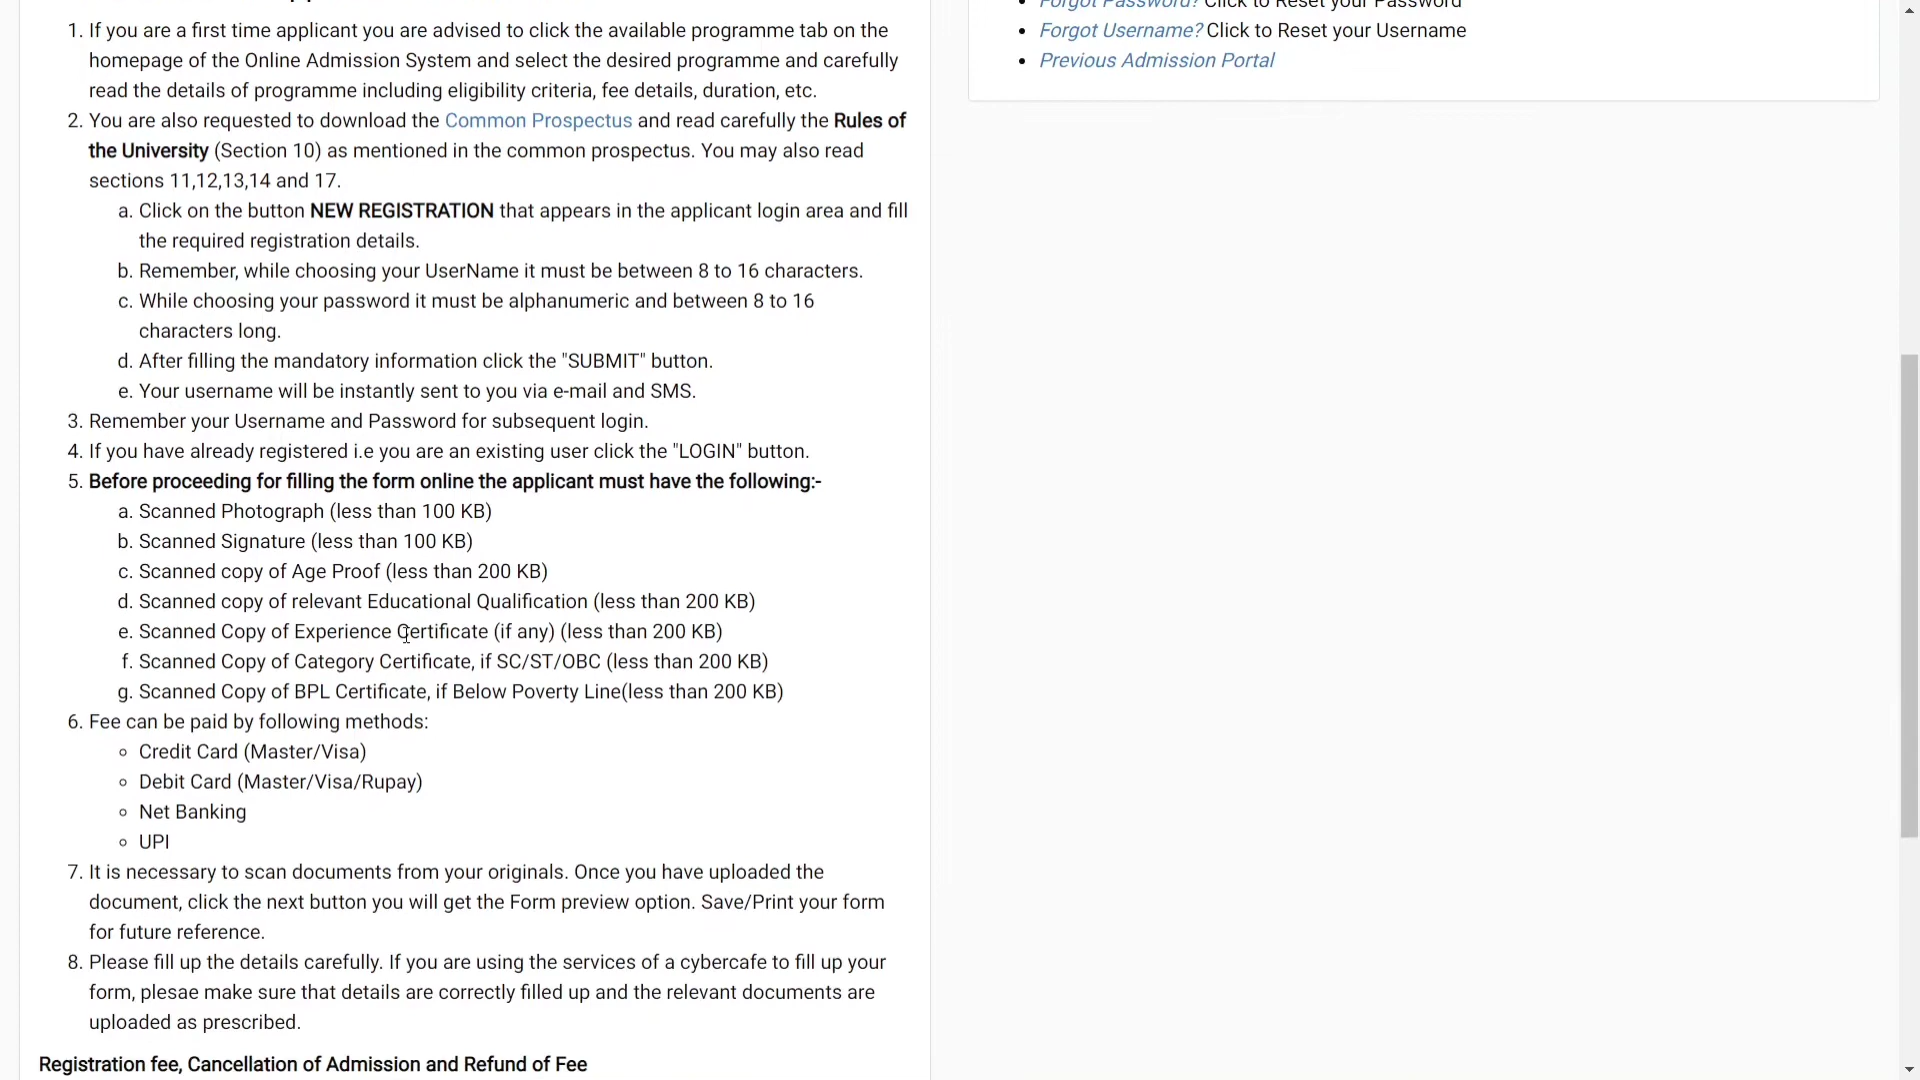 1. If you are a first time applicant you are advised to click the available programme tab on the
homepage of the Online Admission System and select the desired programme and carefully
read the details of programme including eligibility criteria, fee details, duration, etc.
2. You are also requested to download the Common Prospectus and read carefully the Rules of
the University (Section 10) as mentioned in the common prospectus. You may also read
sections 11,12,13,14 and 17.
a. Click on the button NEW REGISTRATION that appears in the applicant login area and fill
the required registration details.
b. Remember, while choosing your UserName it must be between 8 to 16 characters.
c. While choosing your password it must be alphanumeric and between 8 to 16
characters long.
d. After filling the mandatory information click the "SUBMIT" button.
e. Your username will be instantly sent to you via e-mail and SMS.
3. Remember your Username and Password for subsequent login.
4. If you have already registered i.e you are an existing user click the "LOGIN" button.
5. Before proceeding for filling the form online the applicant must have the following:-
a. Scanned Photograph (less than 100 KB)
b. Scanned Signature (less than 100 KB)
c. Scanned copy of Age Proof (less than 200 KB)
d. Scanned copy of relevant Educational Qualification (less than 200 KB)
e. Scanned Copy of Experience Certificate (if any) (less than 200 KB)
f. Scanned Copy of Category Certificate, if SC/ST/OBC (less than 200 KB)
g. Scanned Copy of BPL Certificate, if Below Poverty Line(less than 200 KB)
6. Fee can be paid by following methods:
Credit Card (Master/Visa)
Debit Card (Master/Visa/Rupay)
Net Banking
UPI
7. It is necessary to scan documents from your originals. Once you have uploaded the
document, click the next button you will get the Form preview option. Save/Print your form
for future reference.
8. Please fill up the details carefully. If you are using the services of a cybercafe to fill up your
form, plesae make sure that details are correctly filled up and the relevant documents are
uploaded as prescribed.
Registration fee, Cancellation of Admission and Refund of Fee
Forgot Password? Click to Reset your Password
Forgot Username? Click to Reset your Username
Previous Admission Portal